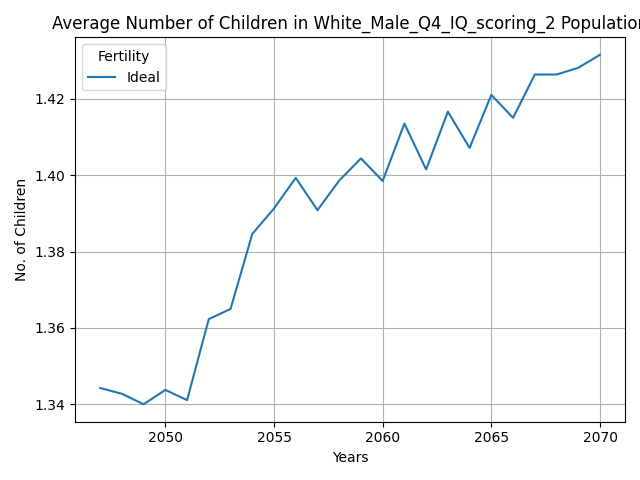 Average Number of Children in White_Male_Q4_IQ_scoring_2 Population
Fertility
Ideal
1.42
1.40
1.38
1.36
1.34
No. of Children
2050 2055 2060 2065 2070
Years